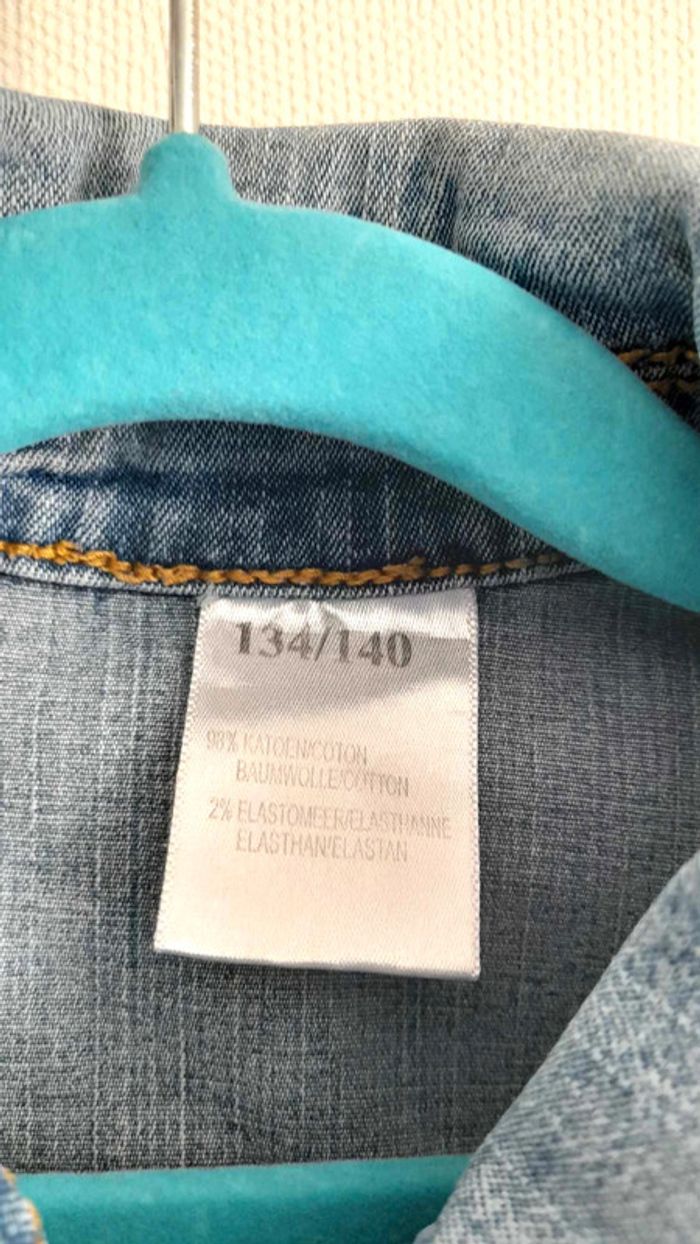 134/140
98% KATOEN/COTON
BAUMWOLLE/COTTON
2% ELASTOMEER/ELASTHANNE
ELASTHAN/ELASTAN